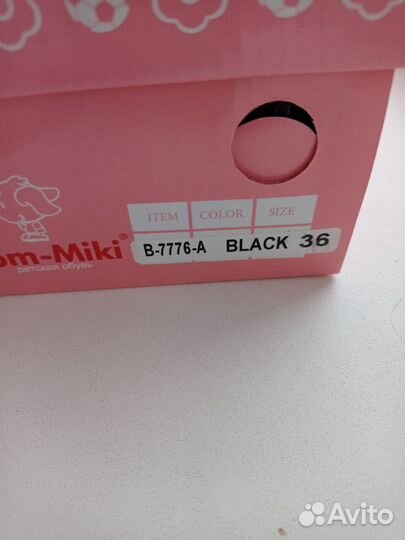 ITEM COLOR SIZE
B-7776-A BLACK 36
om-Miki®
детская обувь
Avito